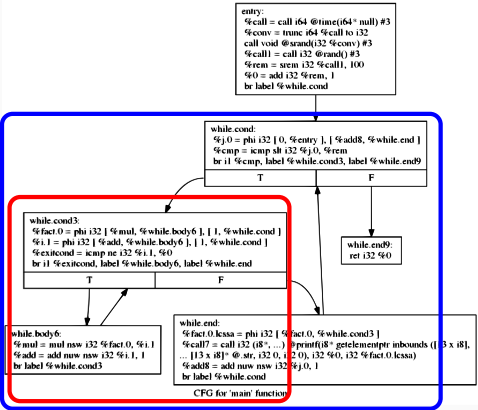 entry:
%call = call i64 @time(i64* null) #3
%conv = trunc i64 %call to i32
call void @srand(i32 %conv) #3
%call1 = call i32 @rand() #3
%rem = srem i32 %call1, 100
%0 = add i32 %rem, 1
br label %while.cond
while.cond:
%j.0 = phi i32 [ 0, %entry ], [ %add8, %while.end ]
%cmp = icmp slt i32 %j.0, %rem
br i1 %cmp, label %while.cond3, label %while.end9
T F
while.cond3:
%fact.0 = phi i32 [ %mul, %while.body6 ], [ 1, %while.cond ]
%i.1 = phi i32 [ %add, %while.body6 ], [ 1, %while.cond ]
%exitcond = icmp ne i32 %i.1, %0
br i1 %exitcond, label %while.body6, label %while.end
T F
while.end9:
ret i32 %0
while.body6:
%mul = mul nsw i32 %fact.0, %i.1
%add = add nuw nsw i32 %i.1, 1
br label %while.cond3
while.end:
%fact.0.lcssa = phi i32 [ %fact.0, %while.cond3 ]
%call7 = call i32 (i8*, ...) @printf(i8* getelementptr inbounds ([13 x i8],
... [13 x i8]* @.str, i32 0, i32 0), i32 %0, i32 %fact.0.lcssa)
%add8 = add nuw nsw i32 %j.0, 1
br label %while.cond
CFG for 'main' function